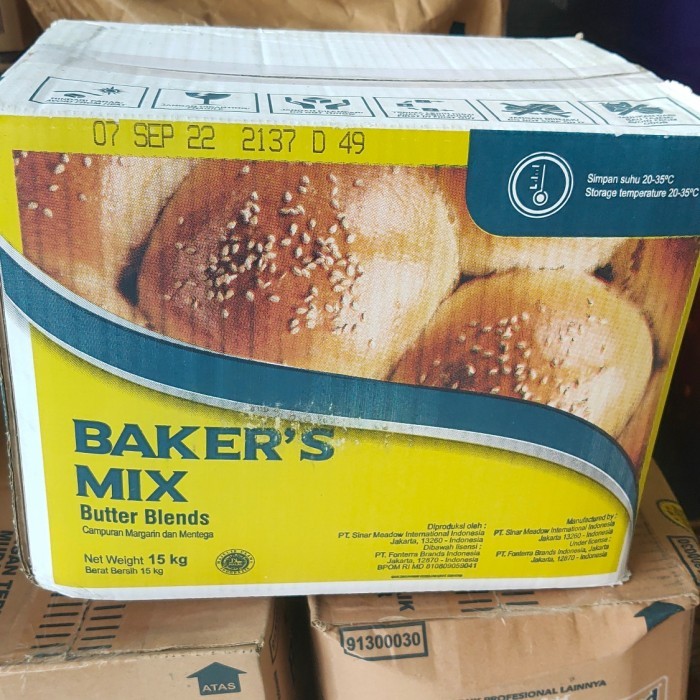 07 SEP 22 2137 D 49
Simpan suhu 20-35°C
Storage temperature 20-35°C
BAKER'S
MIX
Butter Blends
Campuran Margarin dan Mentega
Net Weight 15 kg
Berat Bersih 15 kg
Diproduksi oleh :
PT. Sinar Meadow International Indonesia
Jakarta, 13260 - Indonesia
Dibawah lisensi :
PT. Fonterra Brands Indonesia
Jakarta, 12870 - Indonesia
Manufactured by :
PT. Sinar Meadow International Indonesia
Jakarta 13260 - Indonesia
Under license :
PT. Fonterra Brands Indonesia, Jakarta
Jakarta, 12870 - Indonesia
91300030
ATAS
PROFESIONAL LAINNYA